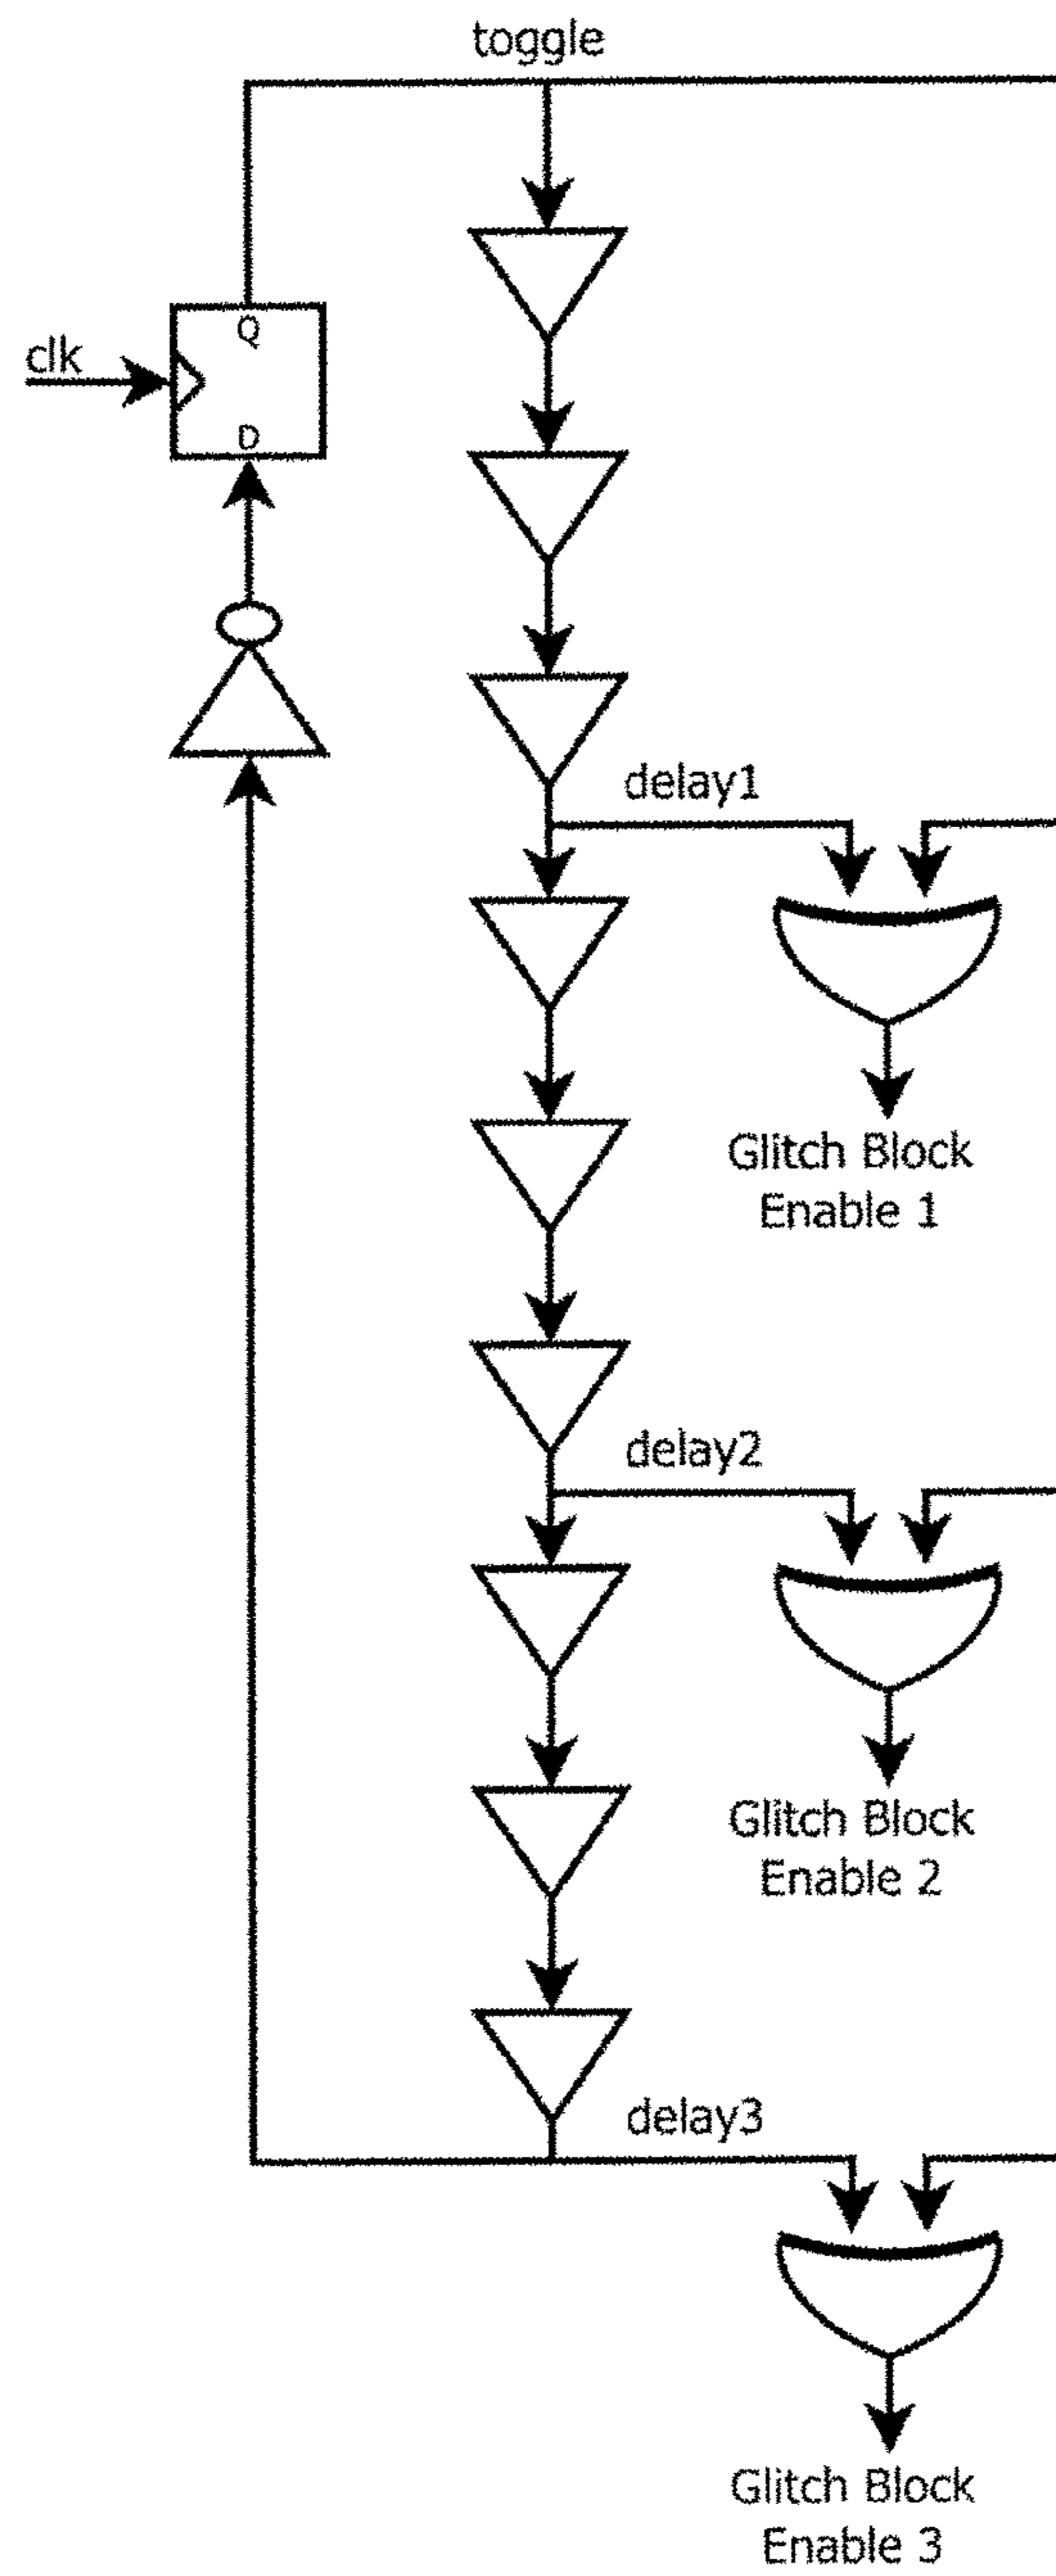 toggle
Q
clk
D
delay1
Glitch Block
Enable 1
delay2
Glitch Block
Enable 2
delay3
Glitch Block
Enable 3